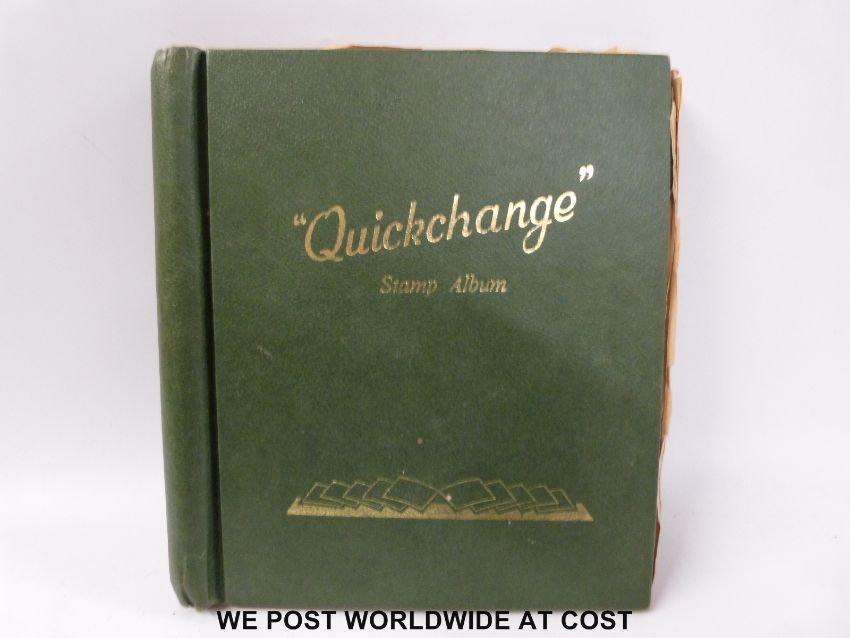 "Quickchange"
Stamp Album
WE POST WORLDWIDE AT COST